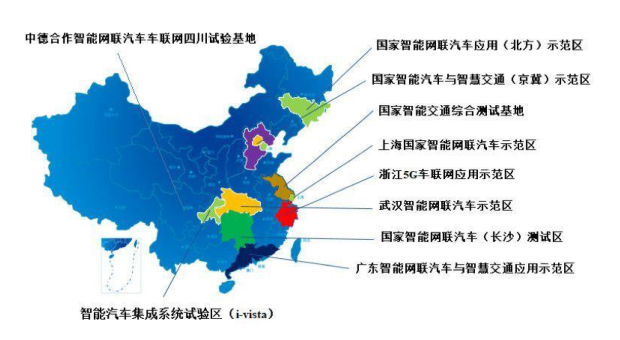 中德合作智能网联汽车车联网四川试验基地
国家智能网联汽车应用（北方）示范区
国家智能汽车与智慧交通（京冀）示范区
国家智能交通综合测试基地
上海国家智能网联汽车示范区
浙江5G车联网应用示范区
武汉智能网联汽车示范区
国家智能网联汽车（长沙）测试区
广东智能网联汽车与智慧交通应用示范区
智能汽车集成系统试验区（i-vista）